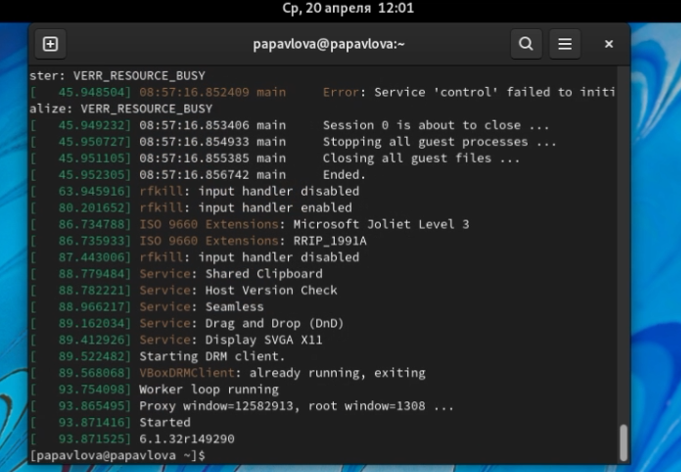 Ср, 20 апреля 12:01
papavlova@papavlova:~
ster: VERR_RESOURCE_BUSY
[   45.948504] 08:57:16.852409 main     Error: Service 'control' failed to initi
alize: VERR_RESOURCE_BUSY
[   45.949232] 08:57:16.853406 main     Session 0 is about to close ...
[   45.950727] 08:57:16.854933 main     Stopping all guest processes ...
[   45.951105] 08:57:16.855385 main     Closing all guest files ...
[   45.952305] 08:57:16.856742 main     Ended.
[   63.945916] rfkill: input handler disabled
[   80.201652] rfkill: input handler enabled
[   86.734788] ISO 9660 Extensions: Microsoft Joliet Level 3
[   86.735933] ISO 9660 Extensions: RRIP_1991A
[   87.443006] rfkill: input handler disabled
[   88.779484] Service: Shared Clipboard
[   88.782221] Service: Host Version Check
[   88.966217] Service: Seamless
[   89.162034] Service: Drag and Drop (DnD)
[   89.412926] Service: Display SVGA X11
[   89.522482] Starting DRM client.
[   89.568068] VBoxDRMClient: already running, exiting
[   93.754098] Worker loop running
[   93.865495] Proxy window=12582913, root window=1308 ...
[   93.871416] Started
[   93.871525] 6.1.32r149290
[papavlova@papavlova ~]$